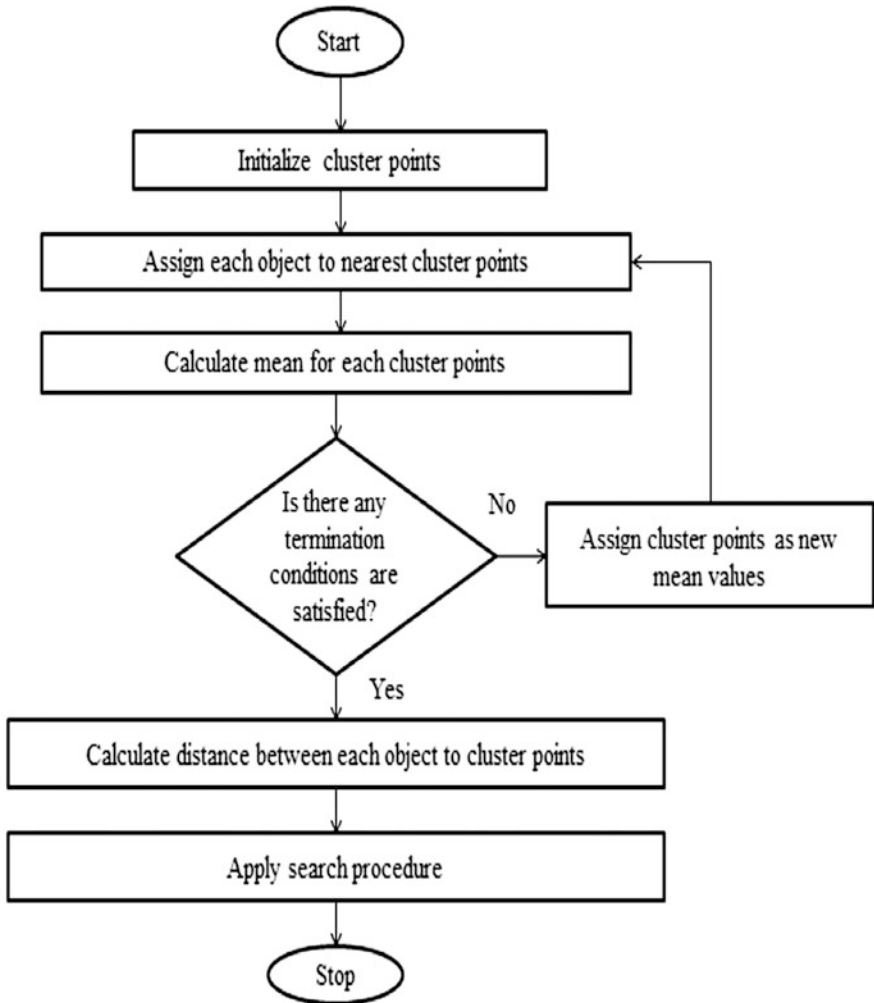 Start
Initialize cluster points
Assign each object to nearest cluster points
Calculate mean for each cluster points
Is there any
termination
conditions are
satisfied?
No
Assign cluster points as new
mean values
Yes
Calculate distance between each object to cluster points
Apply search procedure
Stop